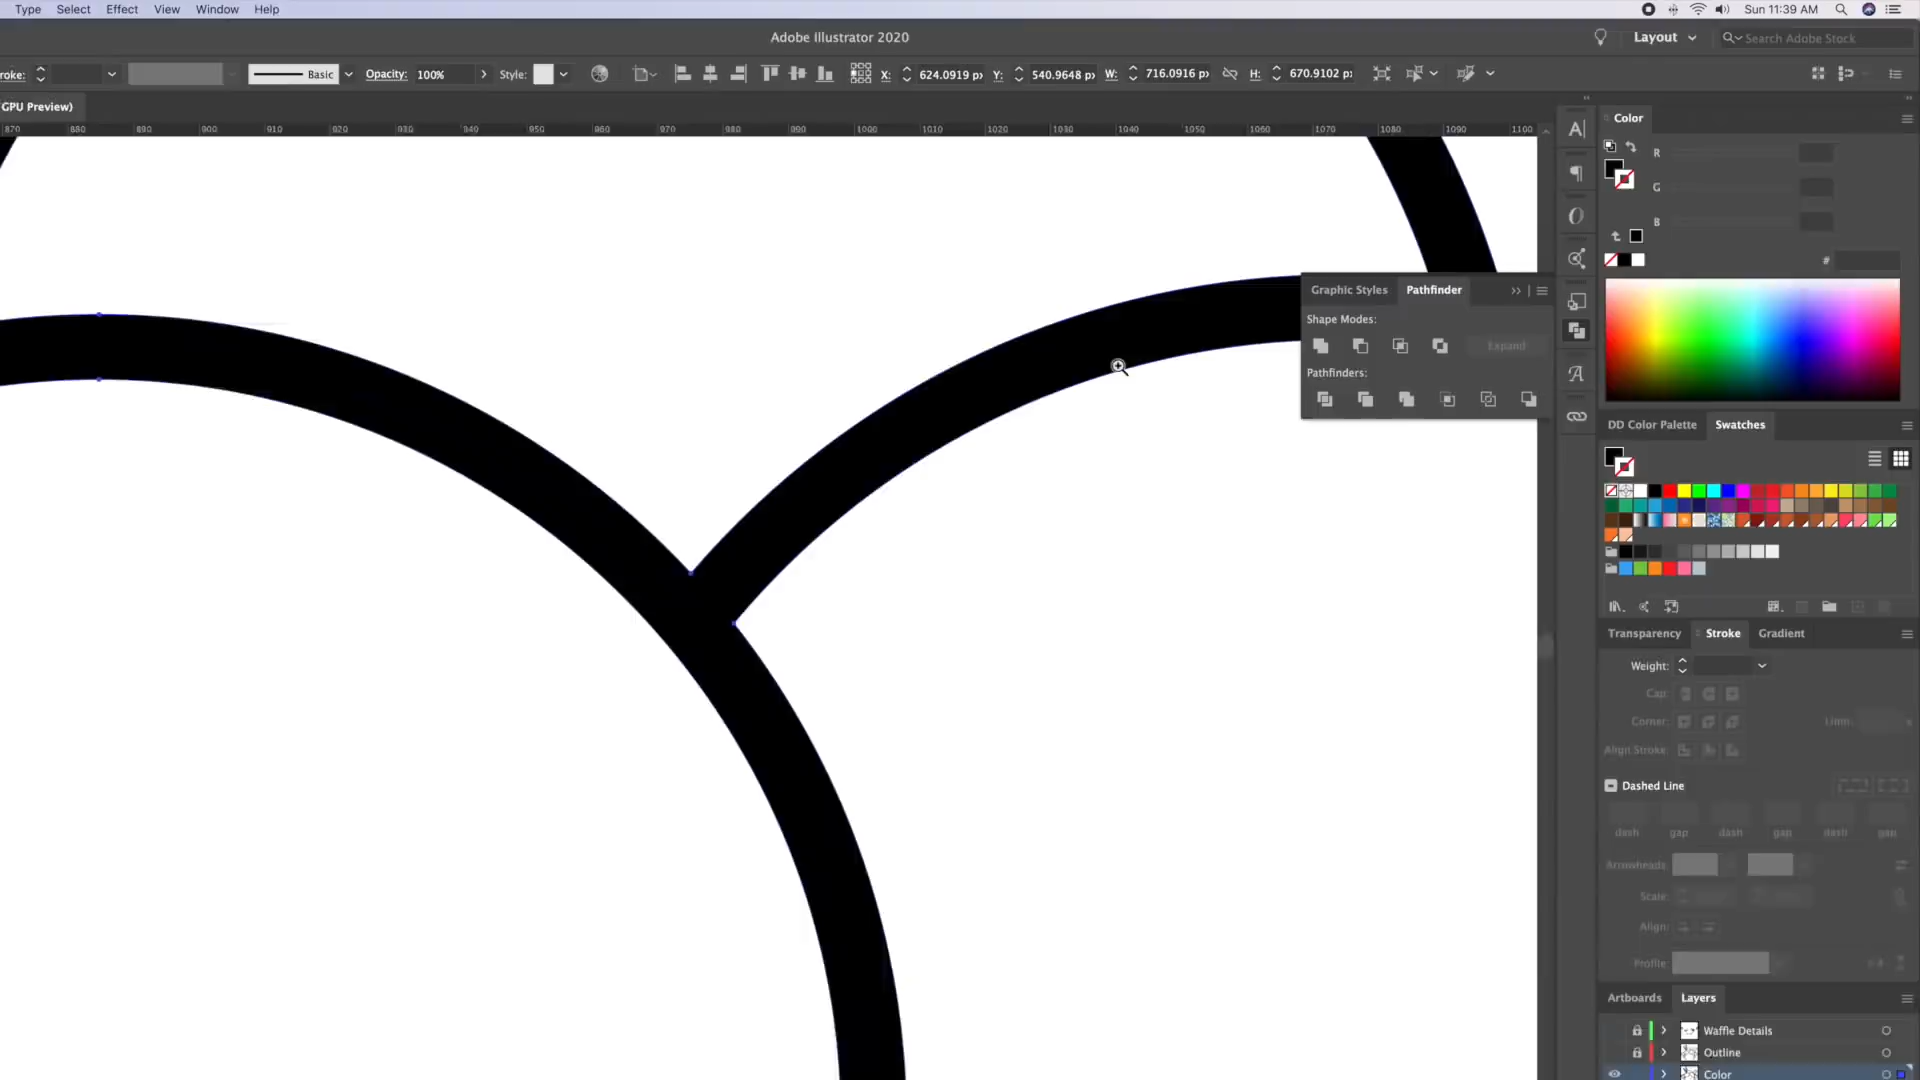 Type Select Effect View Window Help Sun 11:39 AM
Adobe Illustrator 2020 Layout Search Adobe Stock
roke: Basic Opacity: 100% Style: X: 624.0919 p> Y: 540.9648 p> W: 716.0916 p> H: 670.9102 p>
GPU Preview)
870 880 890 900 910 920 930 940 950 960 970 980 990 1000 1010 1020 1030 1040 1050 1060 1070 1080 1090 1100
Color
R
G
B
#
Graphic Styles Pathfinder
Shape Modes:
Expand
Pathfinders:
DD Color Palette Swatches
Transparency Stroke Gradient
Weight:
Cap:
Corner: Limit:
Align Stroke:
Dashed Line
dash gap dash gap dash gap
Arrowheads:
Scale:
Align:
Profile:
Artboards Layers
Waffle Details
Outline
Color